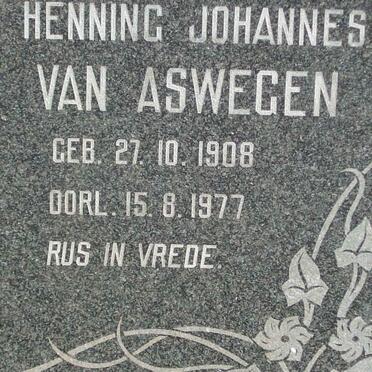 HENNING JOHANNES
VAN ASWEGEN
GEB. 27. 10. 1908
OORL. 15. 8. 1977
RUS IN VREDE.